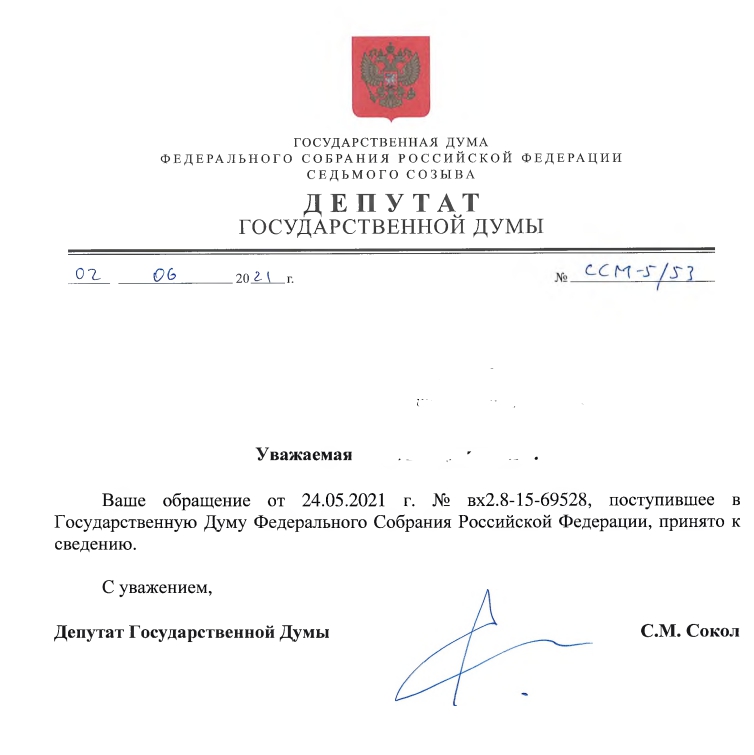 ГОСУДАРСТВЕННАЯ ДУМА
ФЕДЕРАЛЬНОГО СОБРАНИЯ РОССИЙСКОЙ ФЕДЕРАЦИИ
СЕДЬМОГО СОЗЫВА
ДЕПУТАТ
ГОСУДАРСТВЕННОЙ ДУМЫ
02 06 2021 г. № ССМ-5/53
Уважаемая
Ваше обращение от 24.05.2021 г. № вх2.8-15-69528, поступившее в
Государственную Думу Федерального Собрания Российской Федерации, принято к
сведению.
С уважением,
Депутат Государственной Думы С.М. Сокол